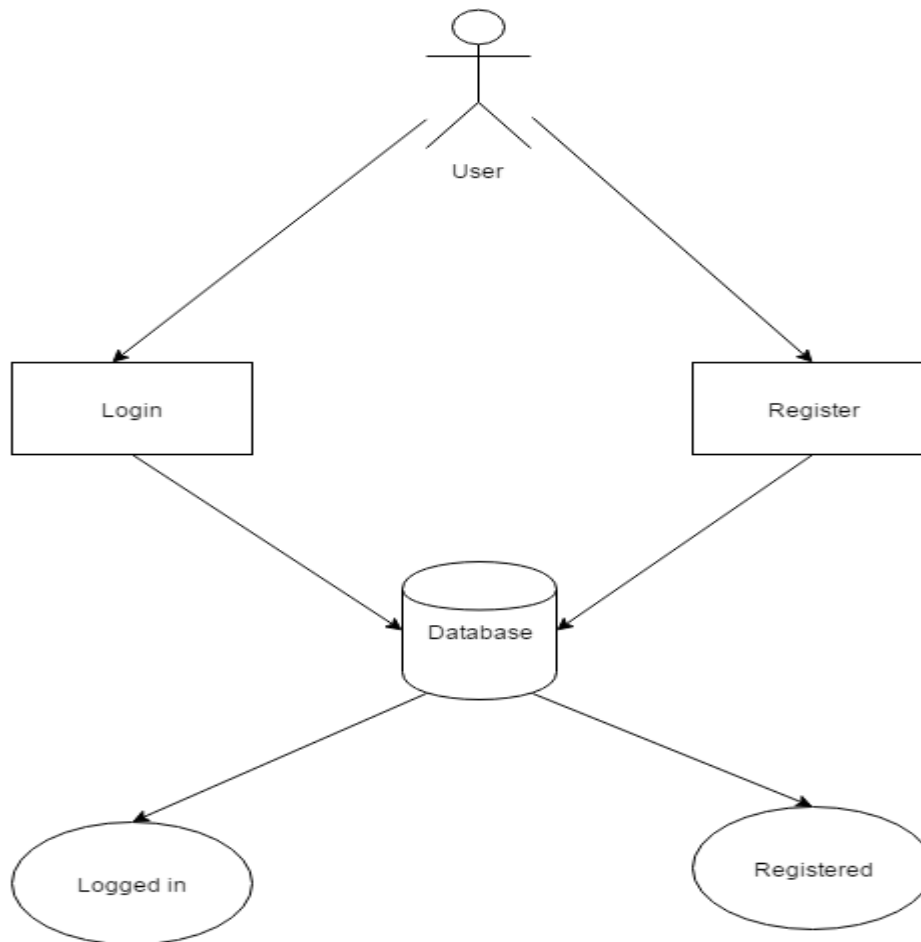 User
Login
Register
Database
Logged in
Registered